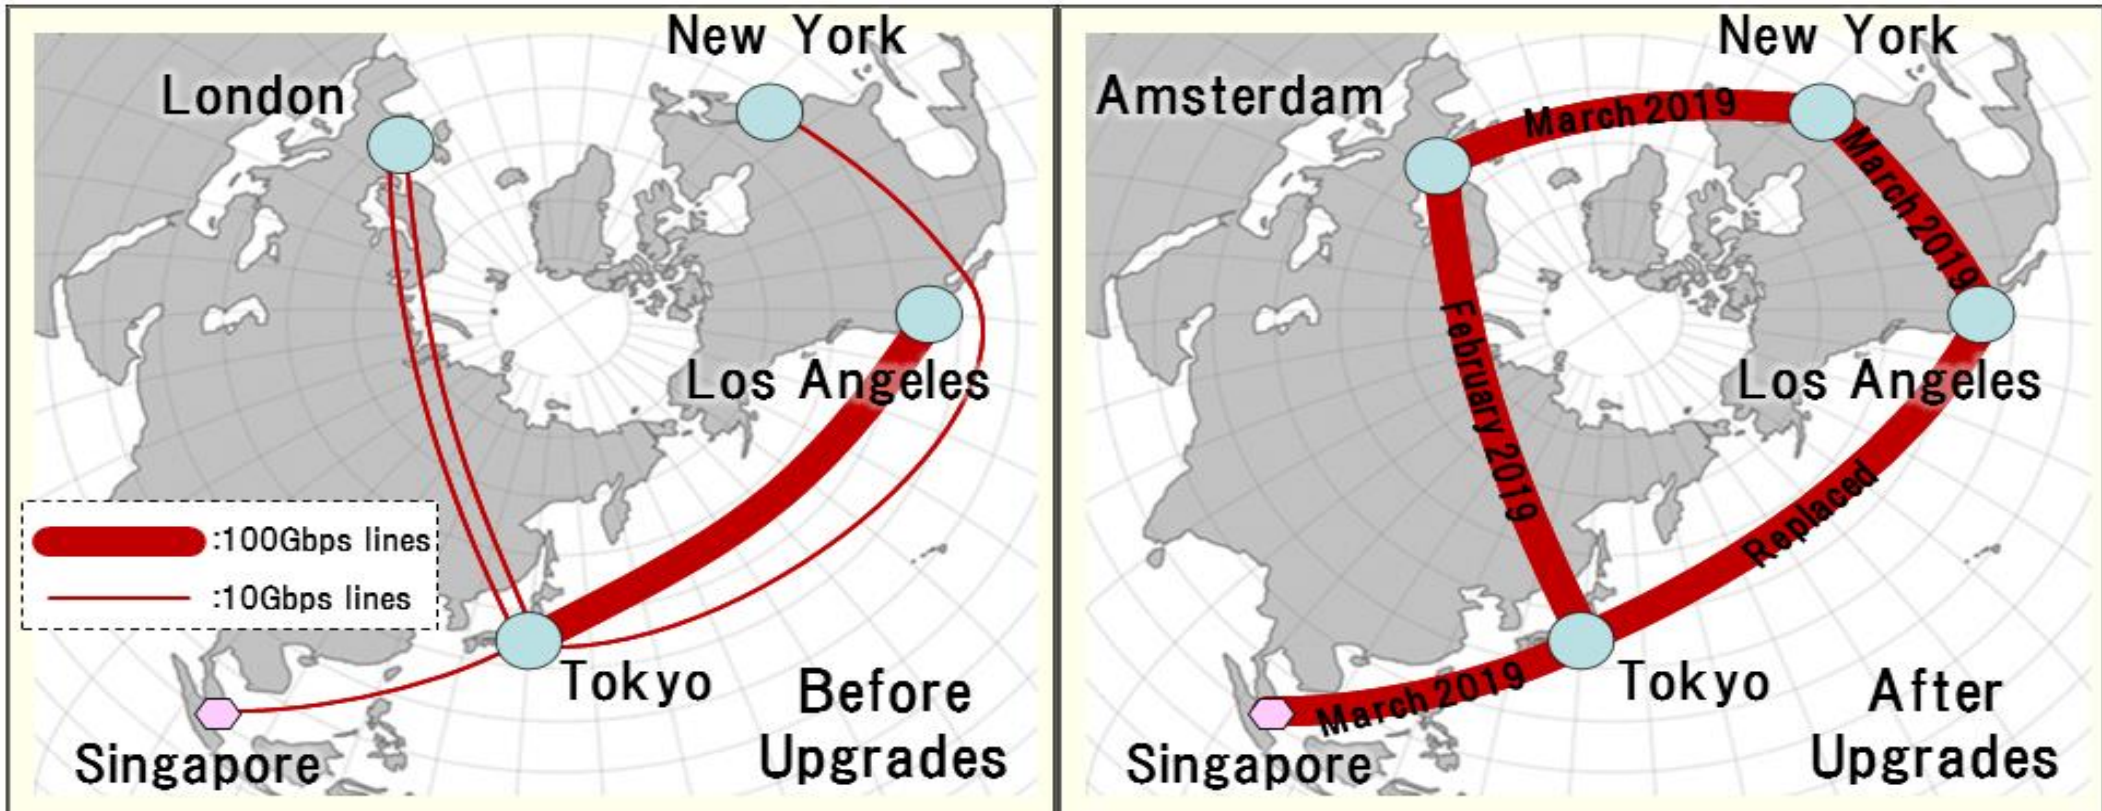 New York
London
Los Angeles
:100Gbps lines
:10Gbps lines
Tokyo
Singapore
Before
Upgrades
New York
Amsterdam
March 2019
March 2019
February 2019
Los Angeles
Replaced
Tokyo
March 2019
Singapore
After
Upgrades